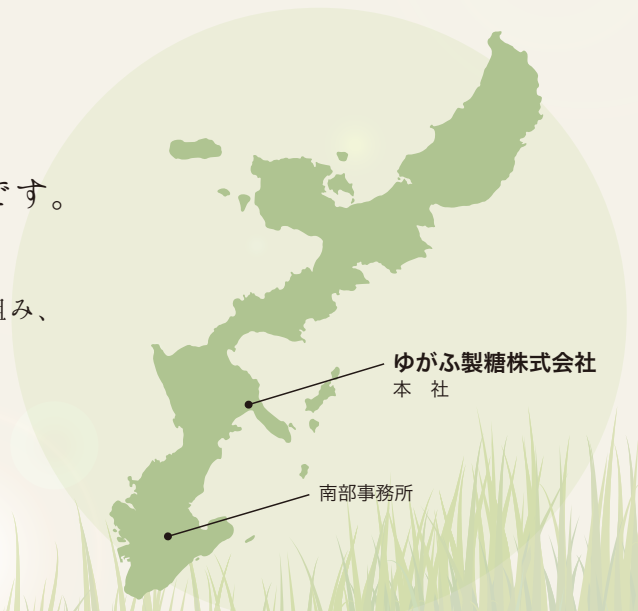 です。
組み、
ゆがふ製糖株式会社
本　社
南部事務所